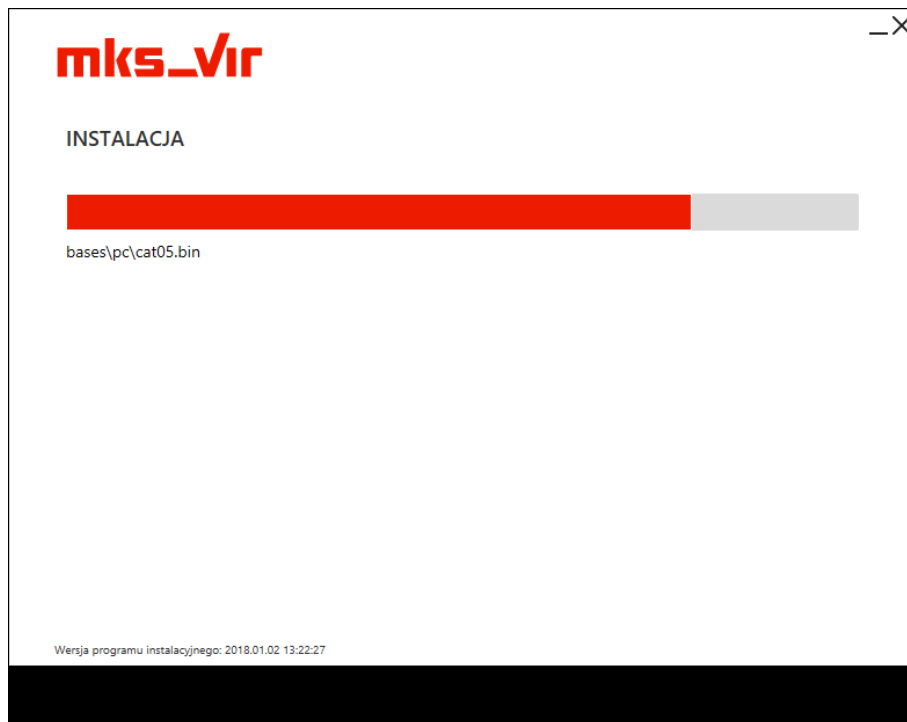 mks_vir
INSTALACJA
bases\pc\cat05.bin
Wersja programu instalacyjnego: 2018.01.02 13:22:27